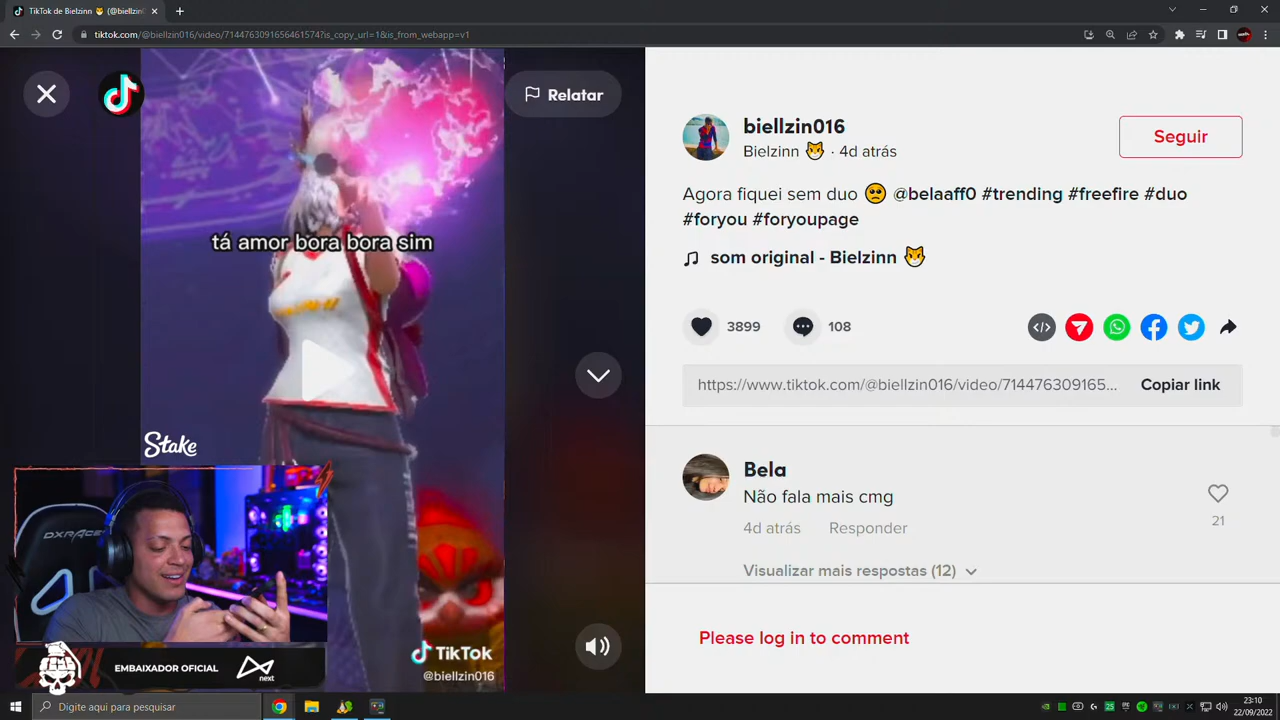 TikTok de Bielzinn
tiktok.com/@biellzin016/video/7144763091656461574?is_copy_url=1&is_from_webapp=v1
Relatar
tá amor bora bora sim
Stake
DXRACER
EMBAIXADOR OFICIAL
next
TikTok
@biellzin016
biellzin016
Bielzinn 🐱 · 4d atrás
Seguir
Agora fiquei sem duo 🥺 @belaaff0 #trending #freefire #duo
#foryou #foryoupage
som original - Bielzinn 🐱
3899
108
https://www.tiktok.com/@biellzin016/video/714476309165...
Copiar link
Bela
Não fala mais cmg
21
4d atrás Responder
Visualizar mais respostas (12)
Please log in to comment
Digite aqui para pesquisar
23:10
22/09/2022